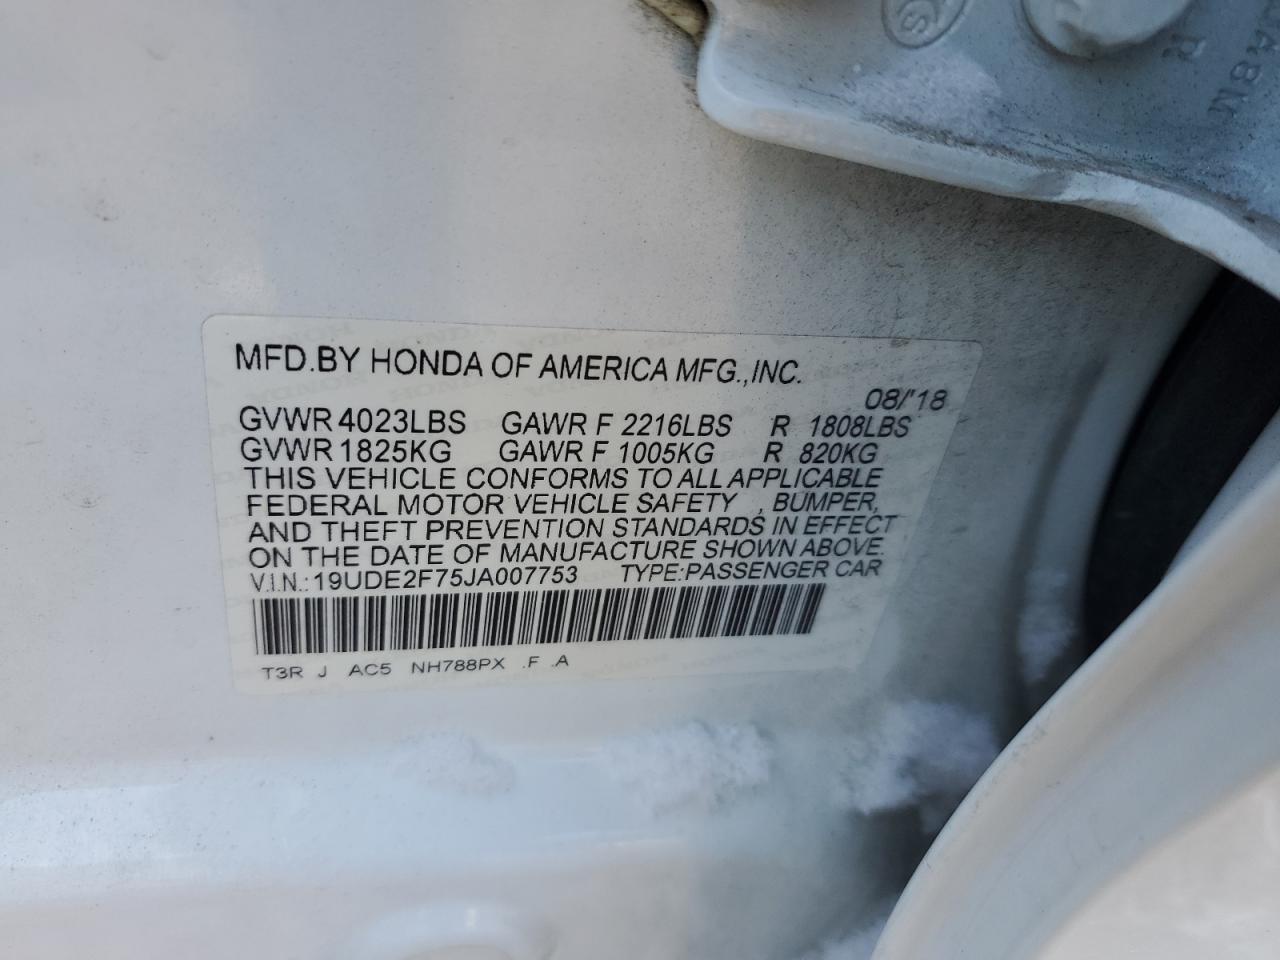 MFD.BY HONDA OF AMERICA MFG.,INC.
08/'18
GVWR 4023LBS GAWR F 2216LBS R 1808LBS
GVWR 1825KG GAWR F 1005KG R 820KG
THIS VEHICLE CONFORMS TO ALL APPLICABLE
FEDERAL MOTOR VEHICLE SAFETY , BUMPER,
AND THEFT PREVENTION STANDARDS IN EFFECT
ON THE DATE OF MANUFACTURE SHOWN ABOVE.
V.I.N.:19UDE2F75JA007753 TYPE:PASSENGER CAR
T3R J AC5 NH788PX .F .A
R